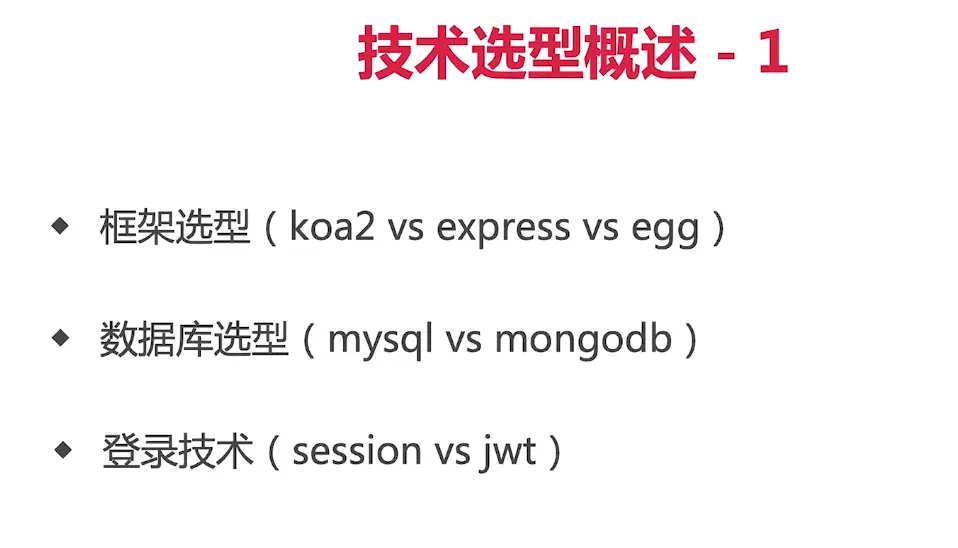 技术选型概述 - 1
◆ 框架选型（koa2 vs express vs egg）
◆ 数据库选型（mysql vs mongodb）
◆ 登录技术（session vs jwt）